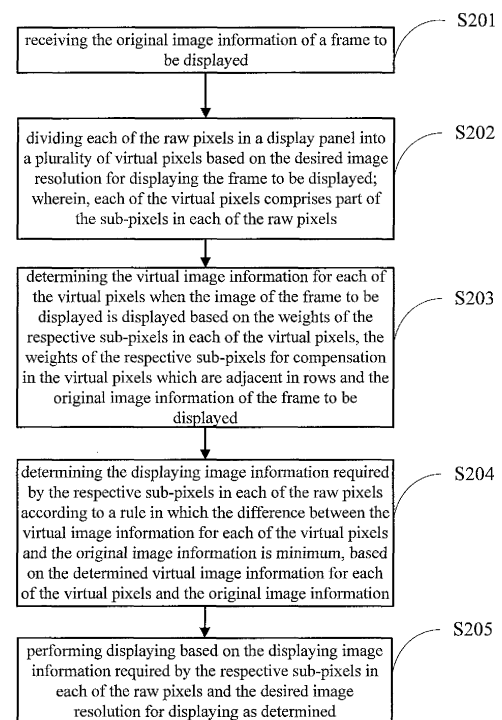 S201
receiving the original image information of a frame to
be displayed
S202
dividing each of the raw pixels in a display panel into
a plurality of virtual pixels based on the desired image
resolution for displaying the frame to be displayed;
wherein, each of the virtual pixels comprises part of
the sub-pixels in each of the raw pixels
S203
determining the virtual image information for each of
the virtual pixels when the image of the frame to be
displayed is displayed based on the weights of the
respective sub-pixels in each of the virtual pixels, the
weights of the respective sub-pixels for compensation
in the virtual pixels which are adjacent in rows and the
original image information of the frame to be
displayed
S204
determining the displaying image information required
by the respective sub-pixels in each of the raw pixels
according to a rule in which the difference between the
virtual image information for each of the virtual pixels
and the original image information is minimum, based
on the determined virtual image information for each
of the virtual pixels and the original image information
S205
performing displaying based on the displaying image
information required by the respective sub-pixels in
each of the raw pixels and the desired image
resolution for displaying as determined